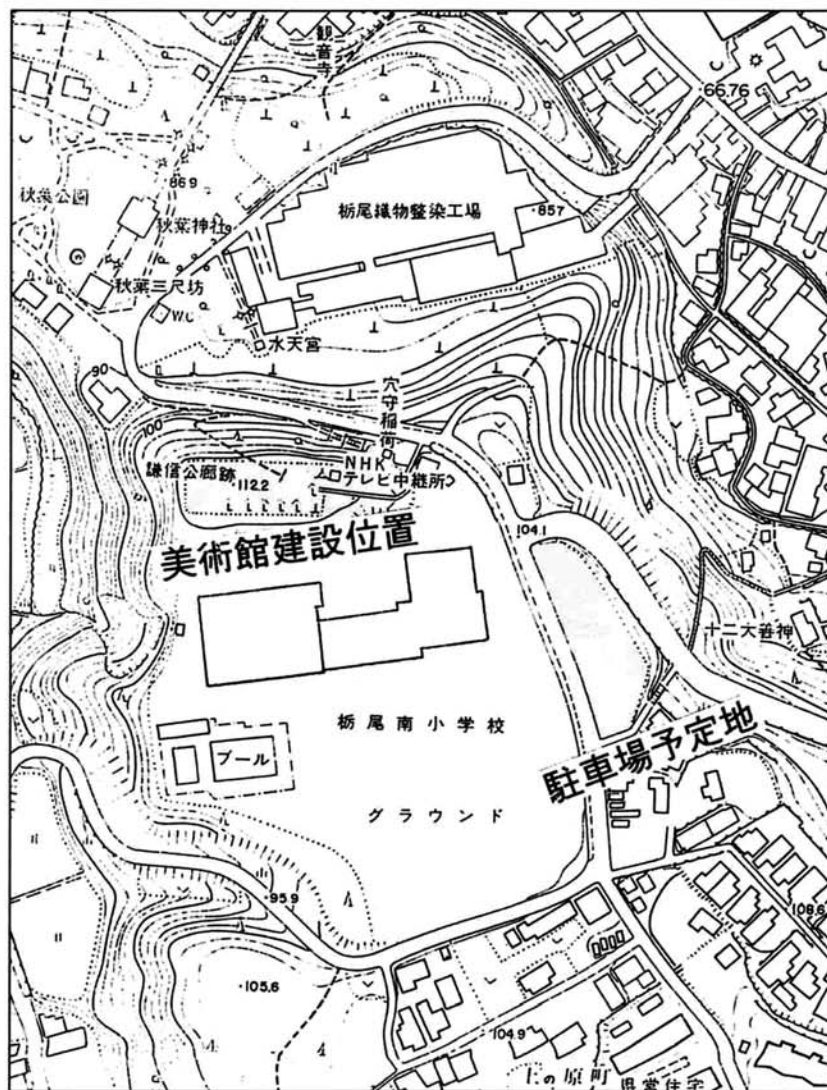 観音寺
66.76
秋葉公園
86.9
秋葉神社
栃尾織物整染工場
85.7
秋葉三尺坊
W.C
水天宮
90
穴守稲荷
100
謙信公廟跡
112.2
NHK
テレビ中継所
104.1
美術館建設位置
十二大善神
栃尾南小学校
駐車場予定地
プール
グラウンド
95.9
108.6
105.6
104.9
上の原町
県営住宅